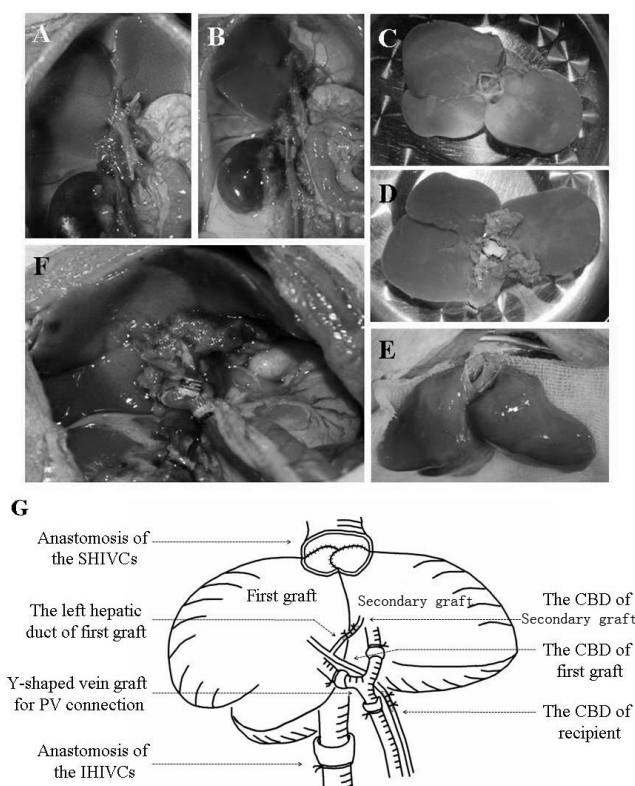 A
B
C
D
F
E
G
Anastomosis of
the SHIVCs
First graft
Secondary graft
The CBD of
Secondary graft
The left hepatic
duct of first graft
The CBD of
first graft
Y-shaped vein graft
for PV connection
The CBD of
recipient
Anastomosis of
the IHIVCs